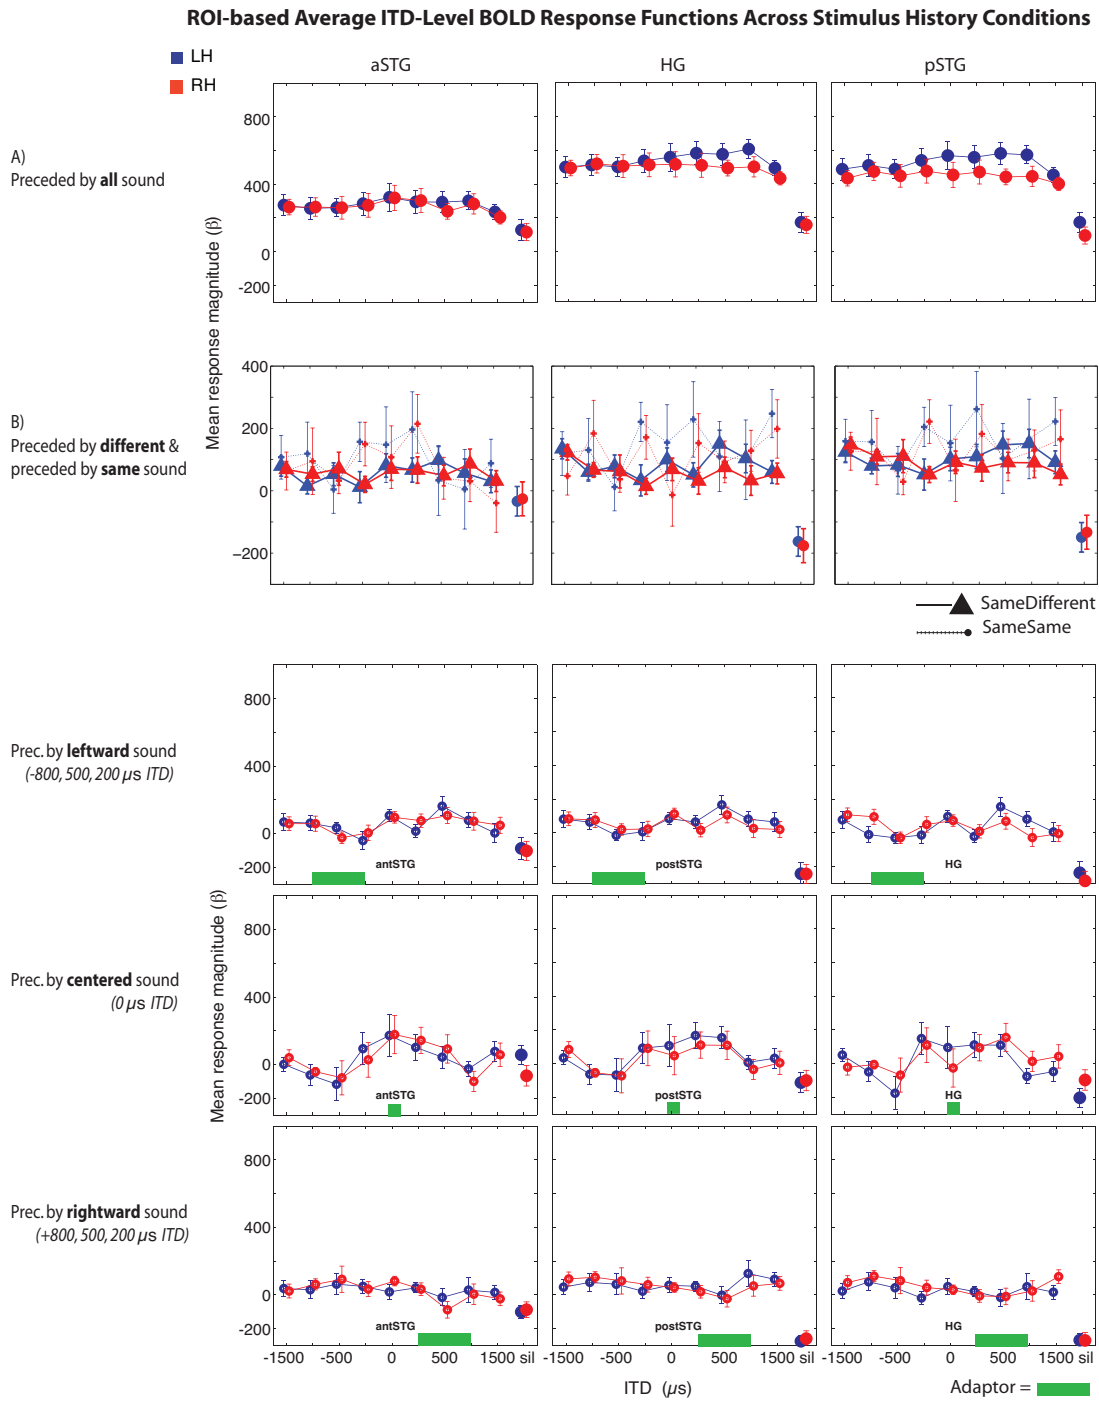 ROI-based Average ITD-Level BOLD Response Functions Across Stimulus History Conditions
LH
RH
aSTG
HG
pSTG
A)
Preceded by all sound
Mean response magnitude (β)
800
400
0
-200
B)
Preceded by different &
preceded by same sound
400
200
0
−200
SameDifferent
SameSame
Prec. by leftward sound
(-800, 500, 200 µs ITD)
800
400
0
-200
antSTG
postSTG
HG
Mean response magnitude (β)
Prec. by centered sound
(0 µs ITD)
800
400
0
-200
antSTG
postSTG
HG
Prec. by rightward sound
(+800, 500, 200 µs ITD)
800
400
0
-200
antSTG
postSTG
HG
-1500 -500 0 500 1500 sil
-1500 -500 0 500 1500 sil
-1500 -500 0 500 1500 sil
ITD (µs)
Adaptor =